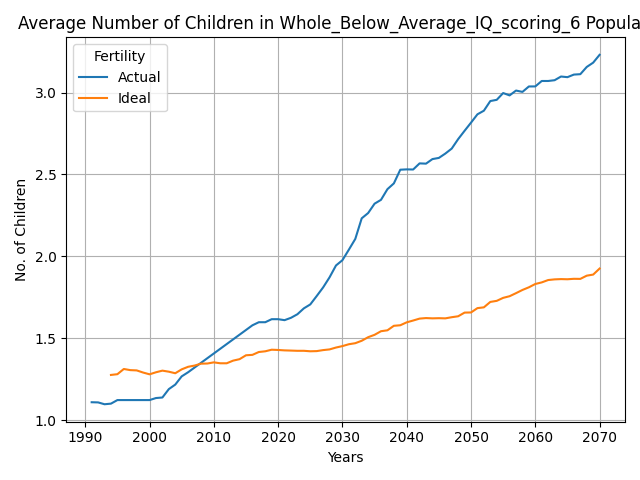 Average Number of Children in Whole_Below_Average_IQ_scoring_6 Popula
Fertility
Actual
Ideal
No. of Children
3.0
2.5
2.0
1.5
1.0
1990 2000 2010 2020 2030 2040 2050 2060 2070
Years